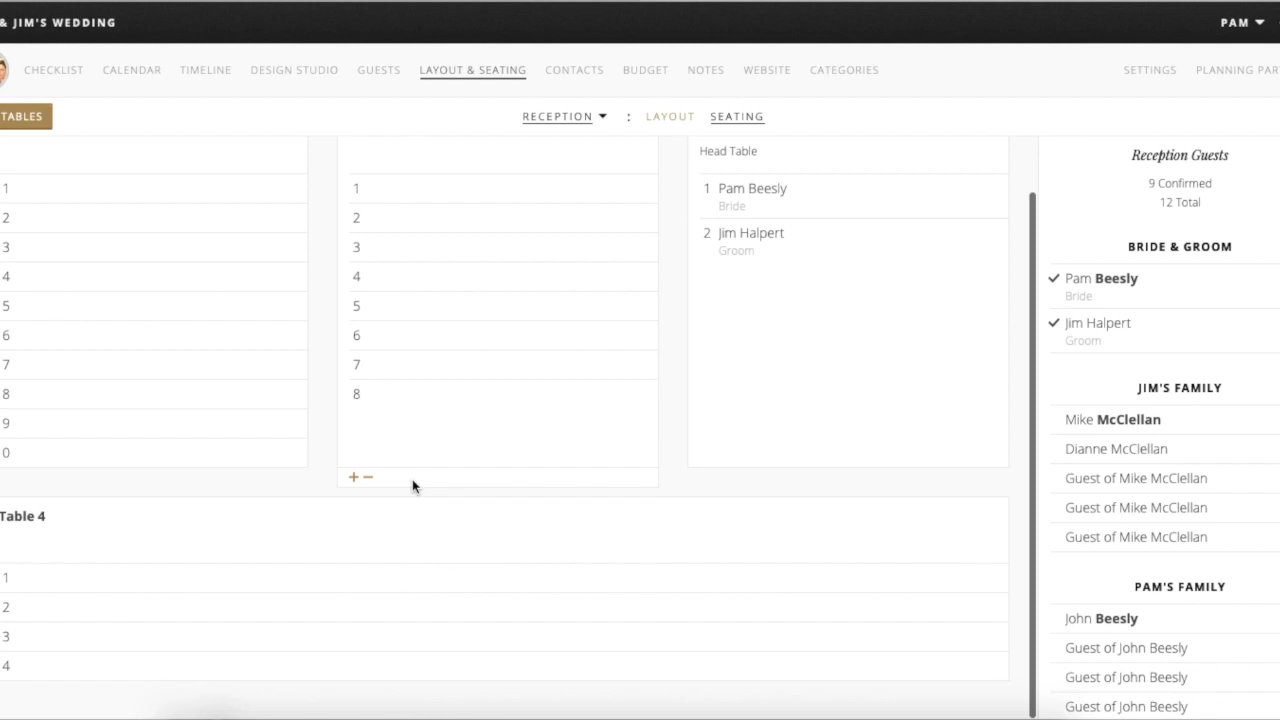 & JIM'S WEDDING
PAM
CHECKLIST CALENDAR TIMELINE DESIGN STUDIO GUESTS LAYOUT & SEATING CONTACTS BUDGET NOTES WEBSITE CATEGORIES SETTINGS PLANNING PAR
TABLES
RECEPTION : LAYOUT SEATING
1
2
3
4
5
6
7
8
9
0
1
2
3
4
5
6
7
8
+ −
Head Table
1 Pam Beesly
Bride
2 Jim Halpert
Groom
Table 4
1
2
3
4
Reception Guests
9 Confirmed
12 Total
BRIDE & GROOM
Pam Beesly
Bride
Jim Halpert
Groom
JIM'S FAMILY
Mike McClellan
Dianne McClellan
Guest of Mike McClellan
Guest of Mike McClellan
Guest of Mike McClellan
PAM'S FAMILY
John Beesly
Guest of John Beesly
Guest of John Beesly
Guest of John Beesly